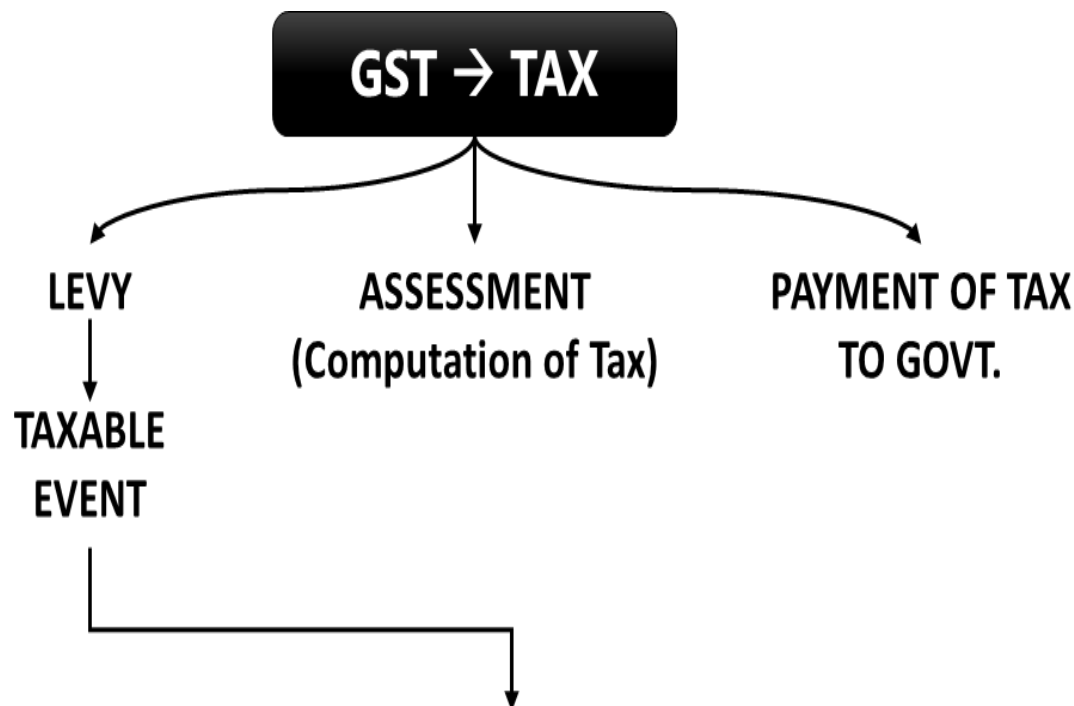 GST → TAX
LEVY
ASSESSMENT
(Computation of Tax)
PAYMENT OF TAX
TO GOVT.
TAXABLE
EVENT